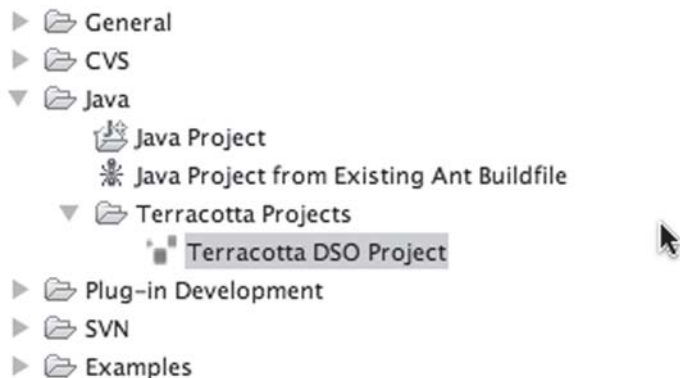 General
CVS
Java
Java Project
Java Project from Existing Ant Buildfile
Terracotta Projects
Terracotta DSO Project
Plug-in Development
SVN
Examples